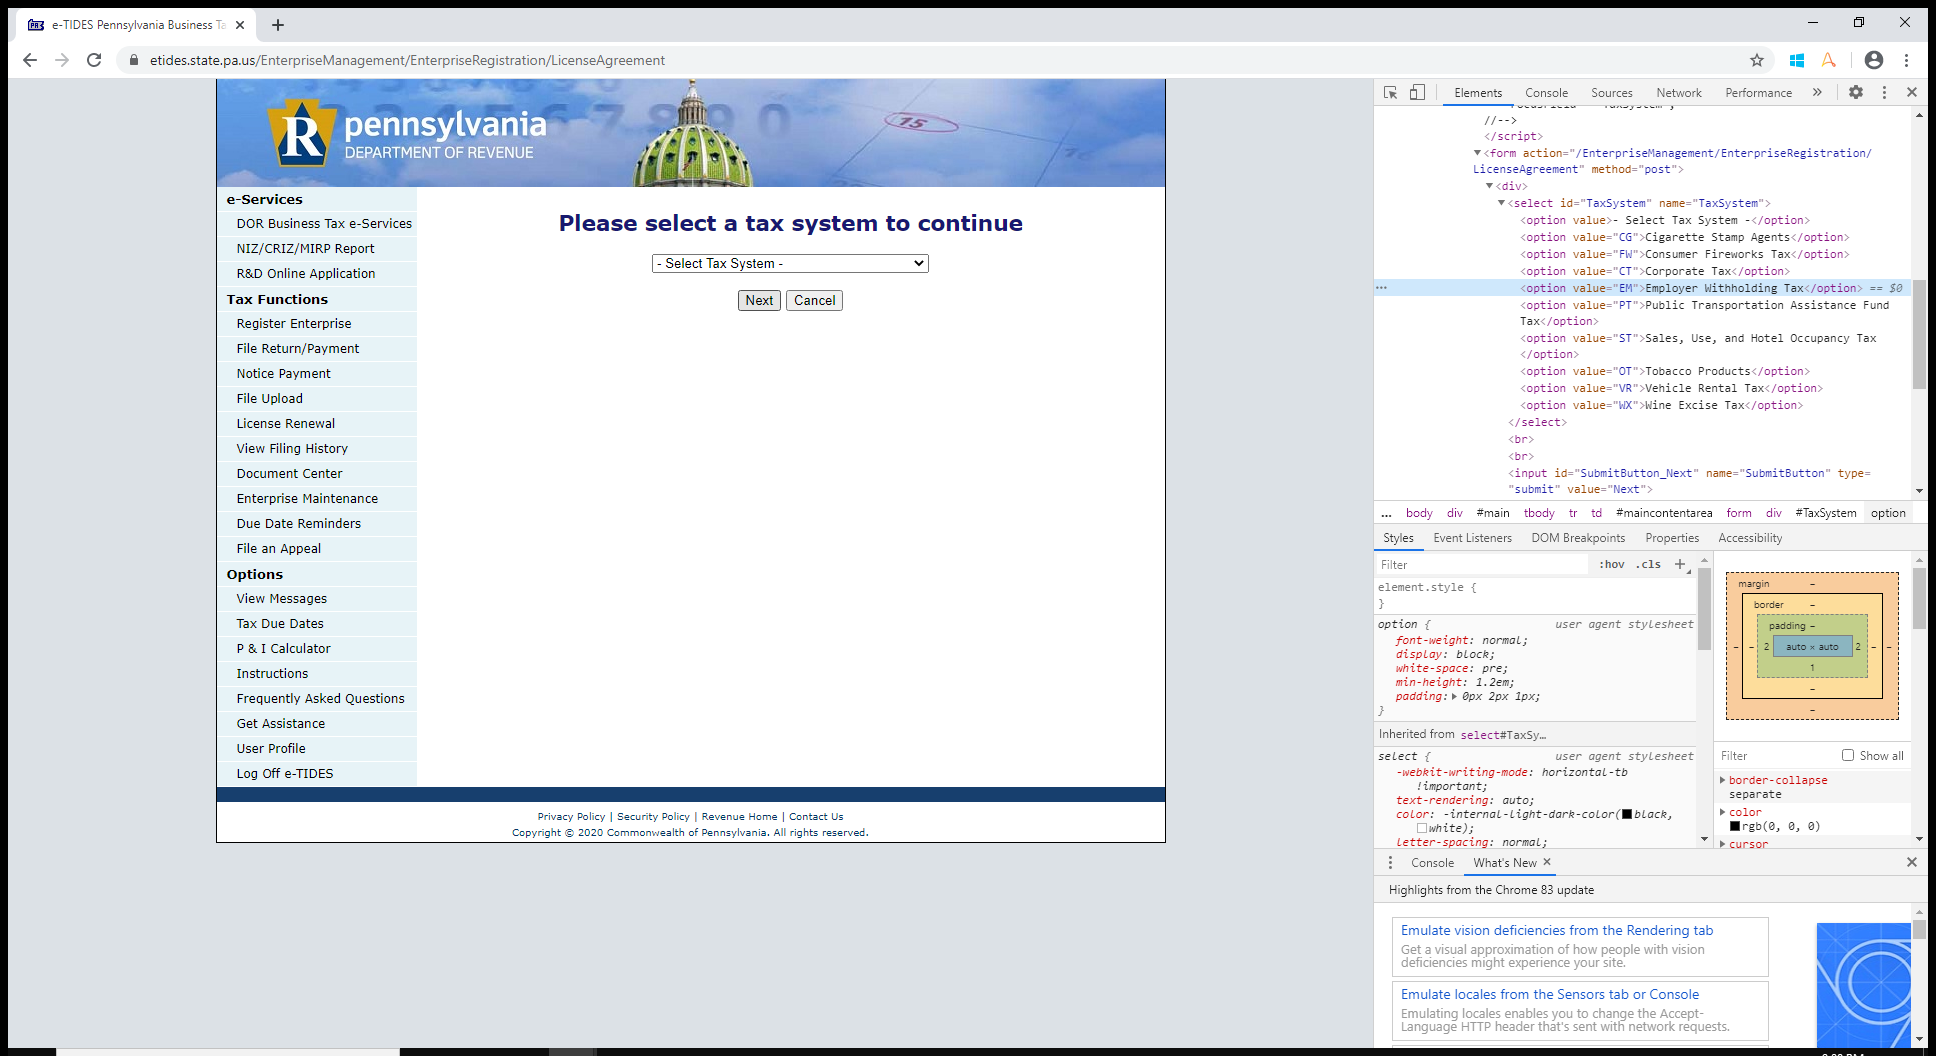 e-TIDES Pennsylvania Business Ta
etides.state.pa.us/EnterpriseManagement/EnterpriseRegistration/LicenseAgreement
pennsylvania
DEPARTMENT OF REVENUE
R
15
e-Services
DOR Business Tax e-Services
NIZ/CRIZ/MIRP Report
R&D Online Application
Tax Functions
Register Enterprise
File Return/Payment
Notice Payment
File Upload
License Renewal
View Filing History
Document Center
Enterprise Maintenance
Due Date Reminders
File an Appeal
Options
View Messages
Tax Due Dates
P & I Calculator
Instructions
Frequently Asked Questions
Get Assistance
User Profile
Log Off e-TIDES
Please select a tax system to continue
- Select Tax System -
Next Cancel
Privacy Policy | Security Policy | Revenue Home | Contact Us
Copyright © 2020 Commonwealth of Pennsylvania. All rights reserved.
Elements Console Sources Network Performance »
//-->
</script>
<form action="/EnterpriseManagement/EnterpriseRegistration/
LicenseAgreement" method="post">
<div>
<select id="TaxSystem" name="TaxSystem">
<option value>- Select Tax System -</option>
<option value="CG">Cigarette Stamp Agents</option>
<option value="FW">Consumer Fireworks Tax</option>
<option value="CT">Corporate Tax</option>
... <option value="EM">Employer Withholding Tax</option> == $0
<option value="PT">Public Transportation Assistance Fund
Tax</option>
<option value="ST">Sales, Use, and Hotel Occupancy Tax
</option>
<option value="OT">Tobacco Products</option>
<option value="VR">Vehicle Rental Tax</option>
<option value="WX">Wine Excise Tax</option>
</select>
<br>
<br>
<input id="SubmitButton_Next" name="SubmitButton" type=
"submit" value="Next">
... body div #main tbody tr td #maincontentarea form div #TaxSystem option
Styles Event Listeners DOM Breakpoints Properties Accessibility
Filter :hov .cls +
element.style {
}
option { user agent stylesheet
font-weight: normal;
display: block;
white-space: pre;
min-height: 1.2em;
padding: 0px 2px 1px;
}
Inherited from select#TaxSy…
select { user agent stylesheet
-webkit-writing-mode: horizontal-tb
!important;
text-rendering: auto;
color: -internal-light-dark-color(black,
white);
letter-spacing: normal;
margin –
border –
padding –
– – 2 auto × auto 2 – –
1
–
–
Filter Show all
border-collapse
separate
color
rgb(0, 0, 0)
cursor
Console What's New
Highlights from the Chrome 83 update
Emulate vision deficiencies from the Rendering tab
Get a visual approximation of how people with vision
deficiencies might experience your site.
Emulate locales from the Sensors tab or Console
Emulating locales enables you to change the Accept-
Language HTTP header that's sent with network requests.